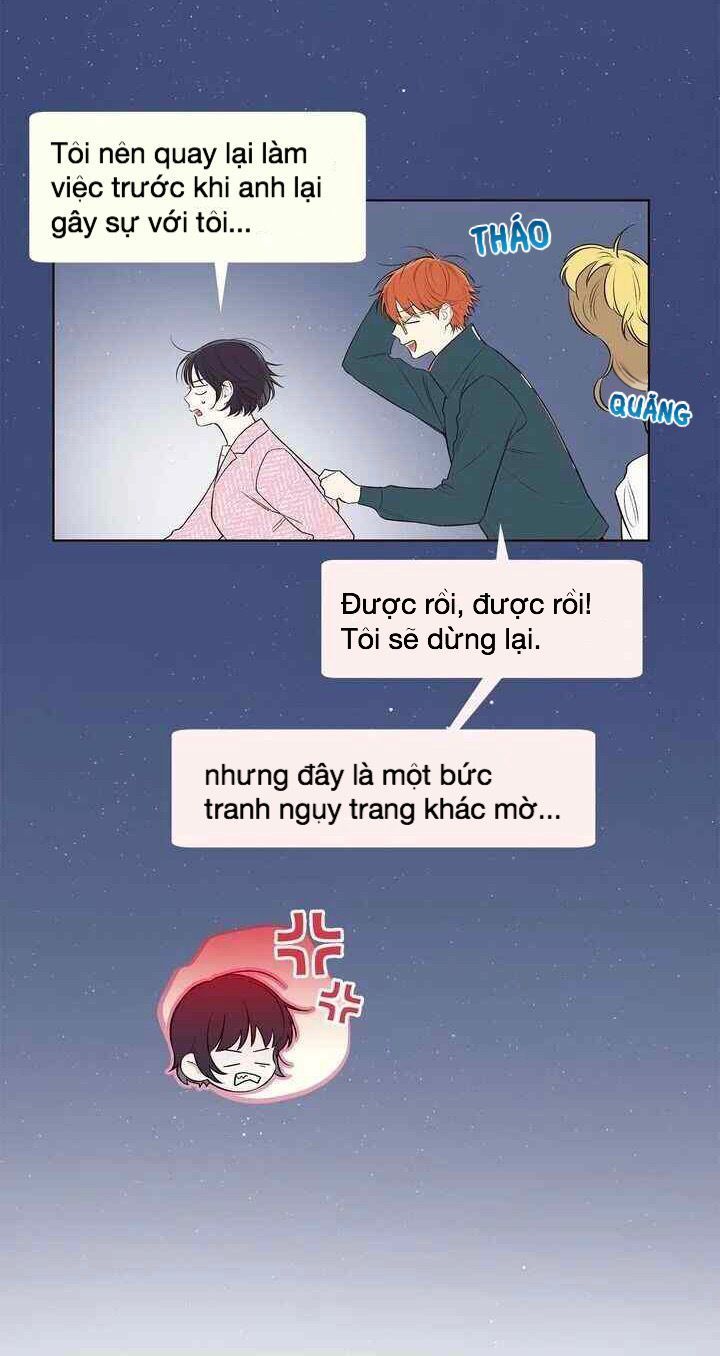 Tôi nên quay lại làm
việc trước khi anh lại
gây sự với tôi...
THÁO
QUĂNG
Được rồi, được rồi!
Tôi sẽ dừng lại.
nhưng đây là một bức
tranh ngụy trang khác mờ...